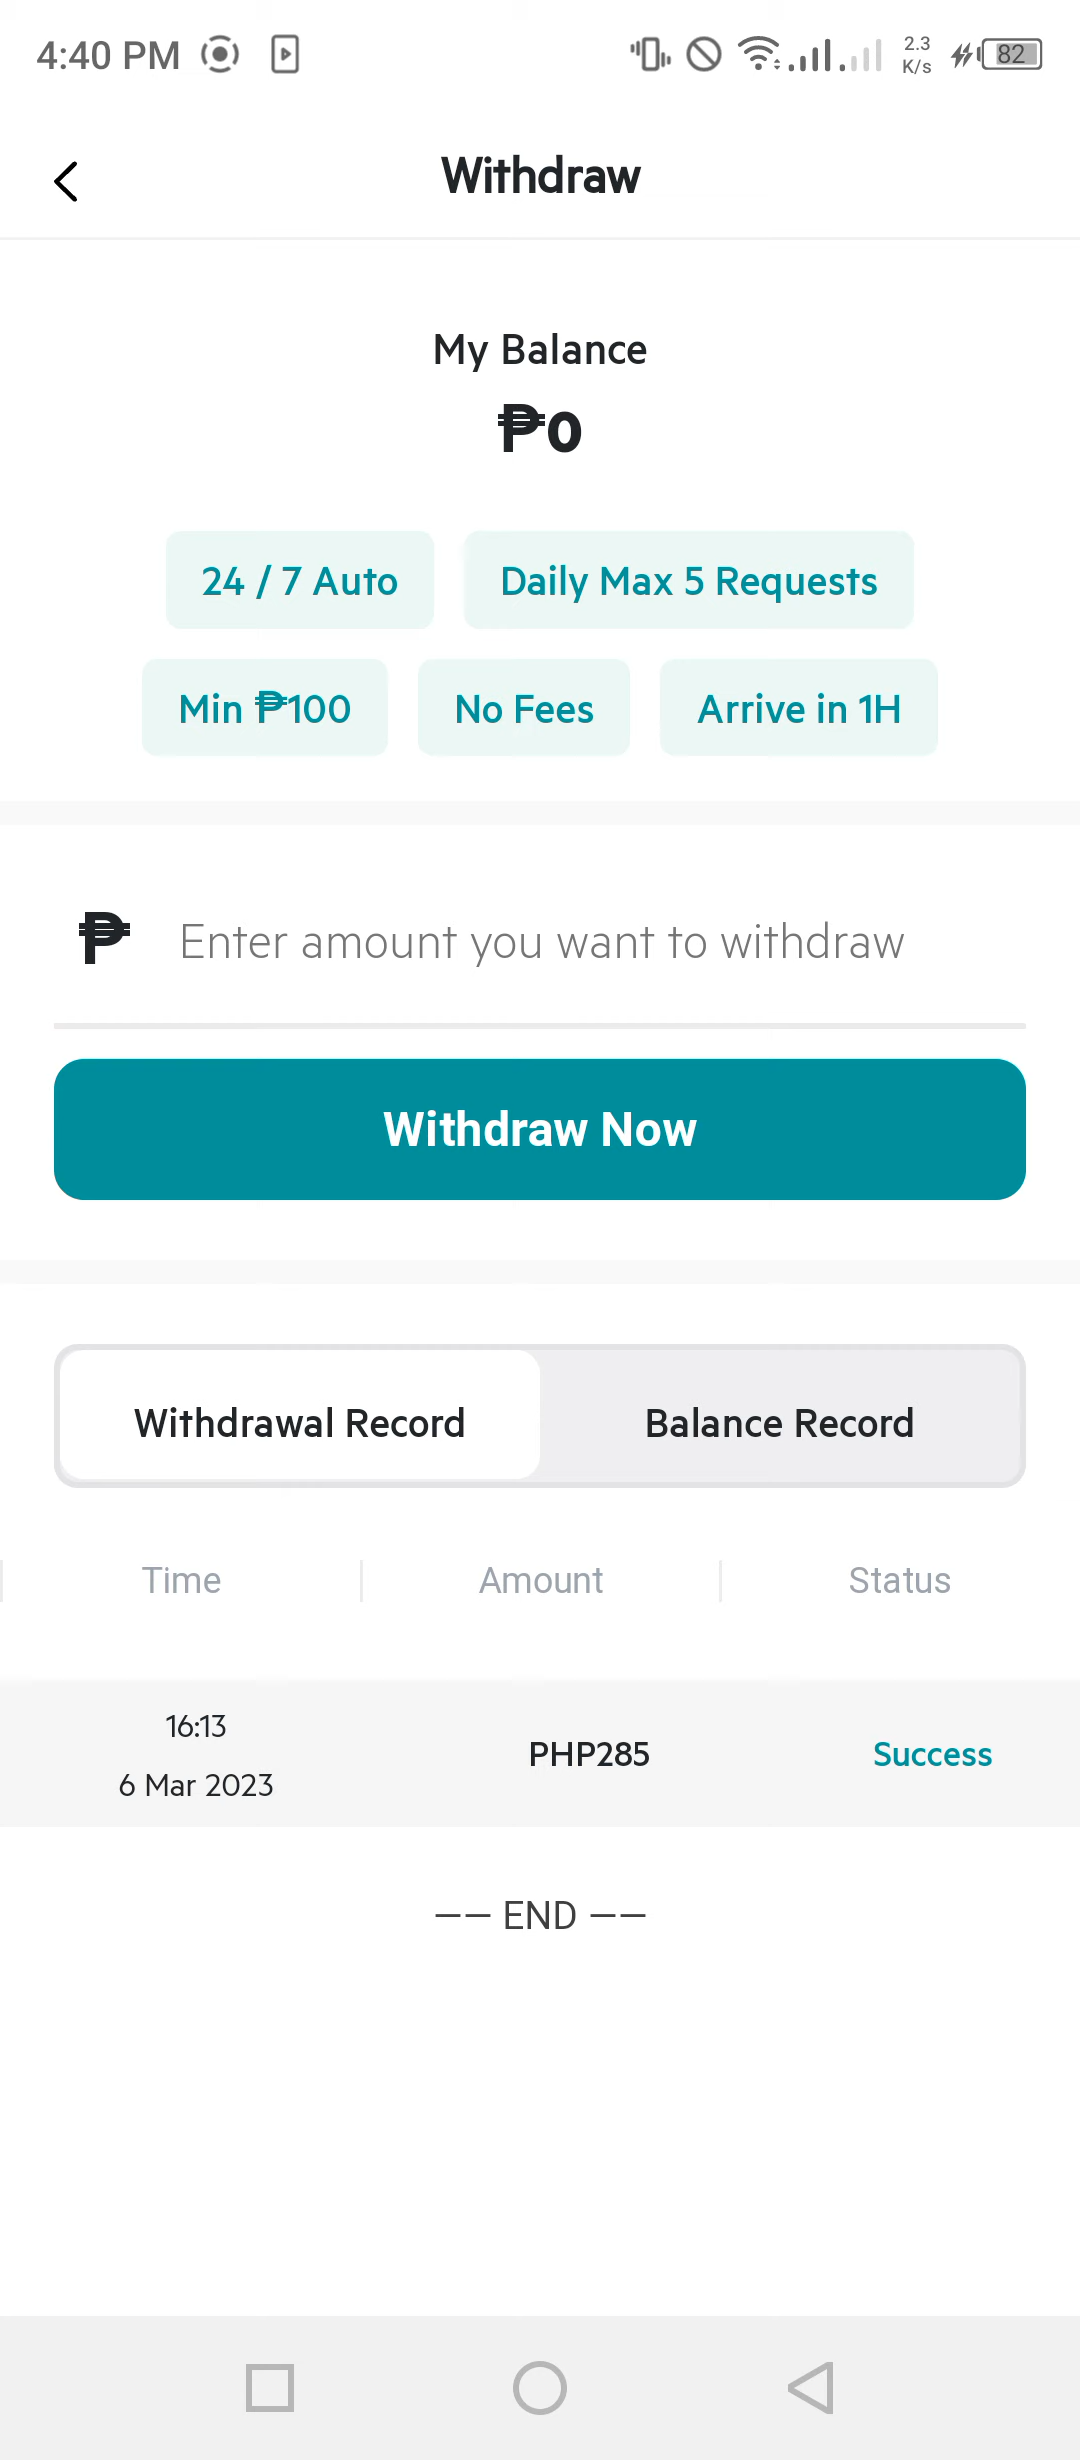 4:40 PM 2.3 K/s 82
Withdraw
My Balance
₱0
24 / 7 Auto Daily Max 5 Requests
Min ₱100 No Fees Arrive in 1H
₱ Enter amount you want to withdraw
Withdraw Now
Withdrawal Record Balance Record
Time Amount Status
16:13
6 Mar 2023 PHP285 Success
—— END ——